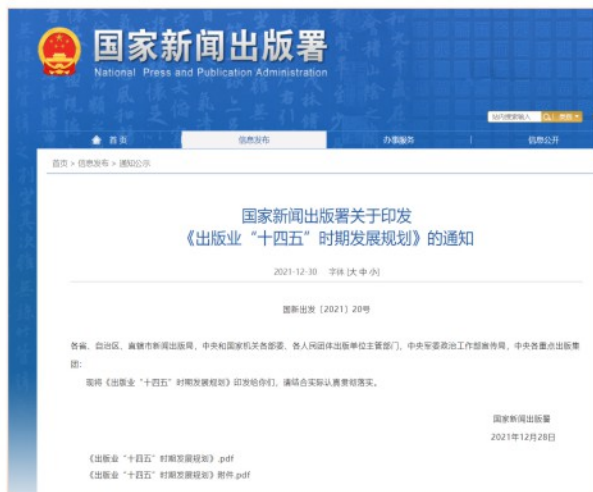 国家新闻出版署
National Press and Publication Administration
站内搜索输入
首页 信息发布 办事服务 信息公开
首页 > 信息发布 > 通知公示
国家新闻出版署关于印发
《出版业“十四五”时期发展规划》的通知
2021-12-30 字体 [大 中 小]
国新出发〔2021〕20号
各省、自治区、直辖市新闻出版局，中央和国家机关各部委、各人民团体出版单位主管部门，中央军委政治工作部宣传局，中央各重点出版集
团：
现将《出版业“十四五”时期发展规划》印发给你们，请结合实际认真贯彻落实。
国家新闻出版署
2021年12月28日
《出版业“十四五”时期发展规划》.pdf
《出版业“十四五”时期发展规划》附件.pdf